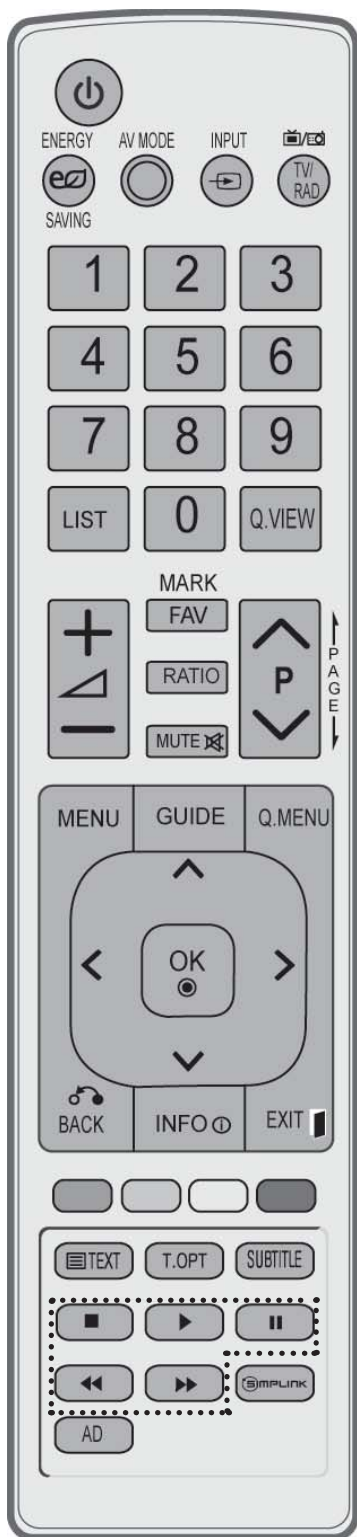 ENERGY AV MODE INPUT
TV/
RAD
SAVING
1 2 3
4 5 6
7 8 9
LIST 0 Q.VIEW
MARK
FAV
P
PAGE
RATIO
MUTE
MENU GUIDE Q.MENU
OK
BACK INFO EXIT
TEXT T.OPT SUBTITLE
SIMPLINK
AD